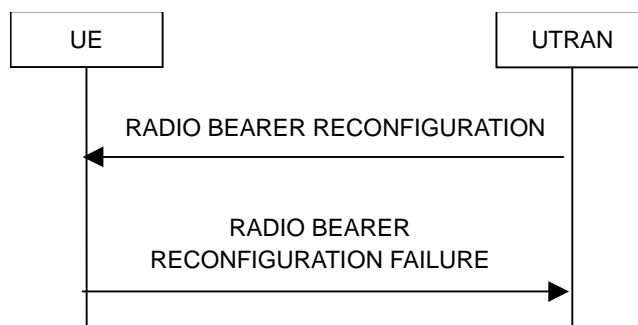 UE
UTRAN
RADIO BEARER RECONFIGURATION
RADIO BEARER
RECONFIGURATION FAILURE